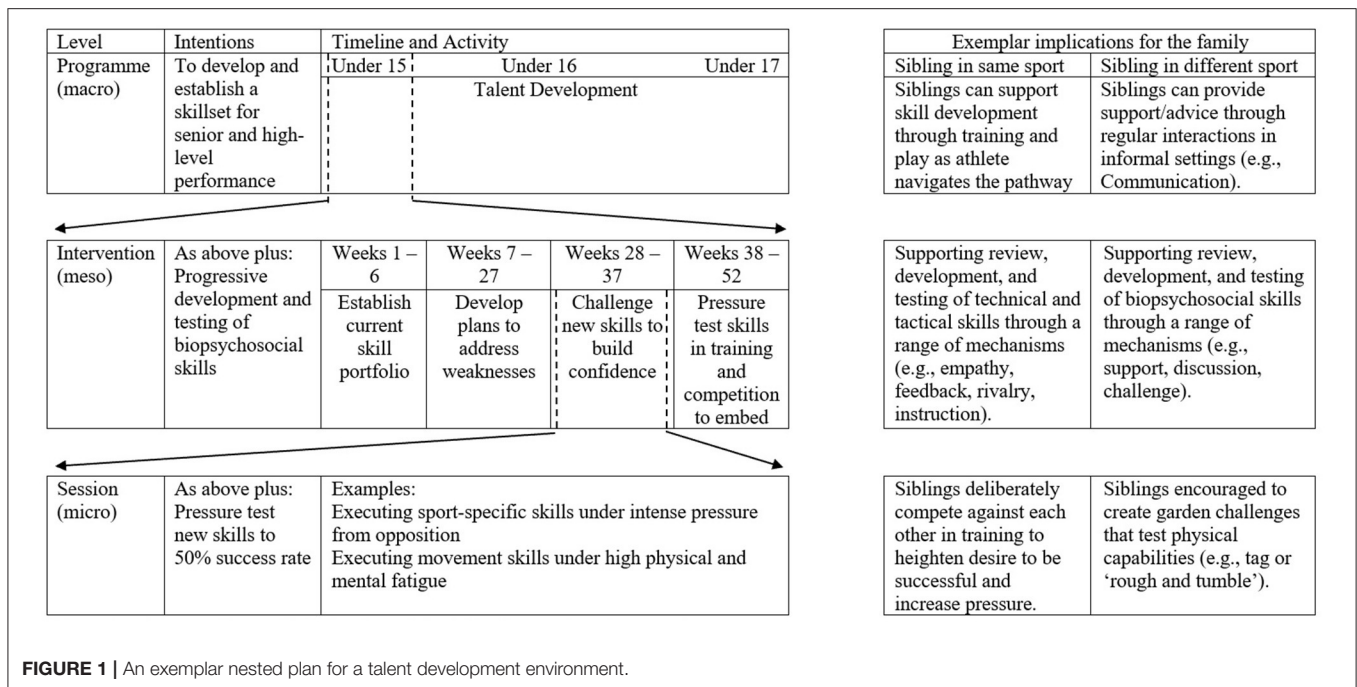 Level Intentions Timeline and Activity
Programme (macro)
To develop and
establish a
skillset for
senior and high-
level
performance
Under 15 Under 16 Under 17
Talent Development
Exemplar implications for the family
Sibling in same sport Sibling in different sport
Siblings can support
skill development
through training and
play as athlete
navigates the pathway
Siblings can provide
support/advice through
regular interactions in
informal settings (e.g.,
Communication).
Intervention
(meso)
As above plus:
Progressive
development and
testing of
biopsychosocial
skills
Weeks 1 –
6
Weeks 7 –
27
Weeks 28 –
37
Weeks 38 –
52
Establish
current
skill
portfolio
Develop
plans to
address
weaknesses
Challenge
new skills to
build
confidence
Pressure
test skills
in training
and
competition
to embed
Supporting review,
development, and
testing of technical and
tactical skills through a
range of mechanisms
(e.g., empathy,
feedback, rivalry,
instruction).
Supporting review,
development, and testing
of biopsychosocial skills
through a range of
mechanisms (e.g.,
support, discussion,
challenge).
Session
(micro)
As above plus:
Pressure test
new skills to
50% success rate
Examples:
Executing sport-specific skills under intense pressure
from opposition
Executing movement skills under high physical and
mental fatigue
Siblings deliberately
compete against each
other in training to
heighten desire to be
successful and
increase pressure.
Siblings encouraged to
create garden challenges
that test physical
capabilities (e.g., tag or
‘rough and tumble’).
FIGURE 1 | An exemplar nested plan for a talent development environment.